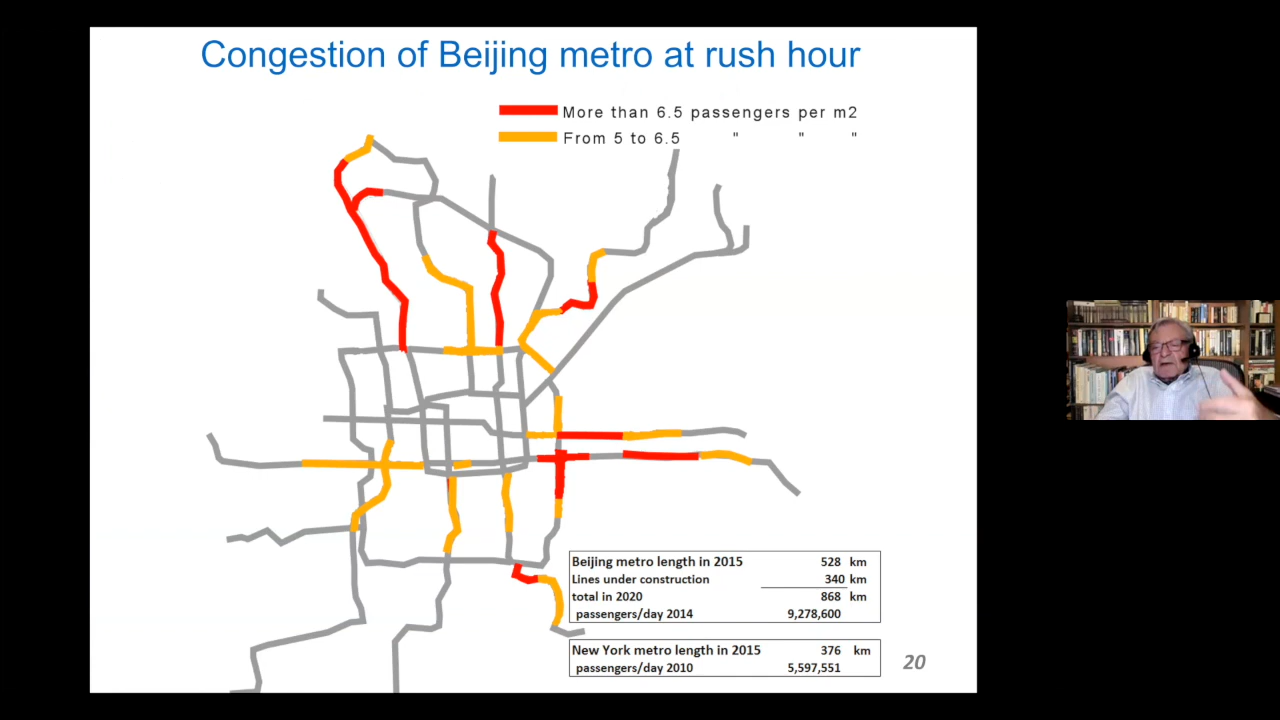 Congestion of Beijing metro at rush hour
More than 6.5 passengers per m2
From 5 to 6.5 " " "
Beijing metro length in 2015 528 km
Lines under construction 340 km
total in 2020 868 km
passengers/day 2014 9,278,600
New York metro length in 2015 376 km
passengers/day 2010 5,597,551
20